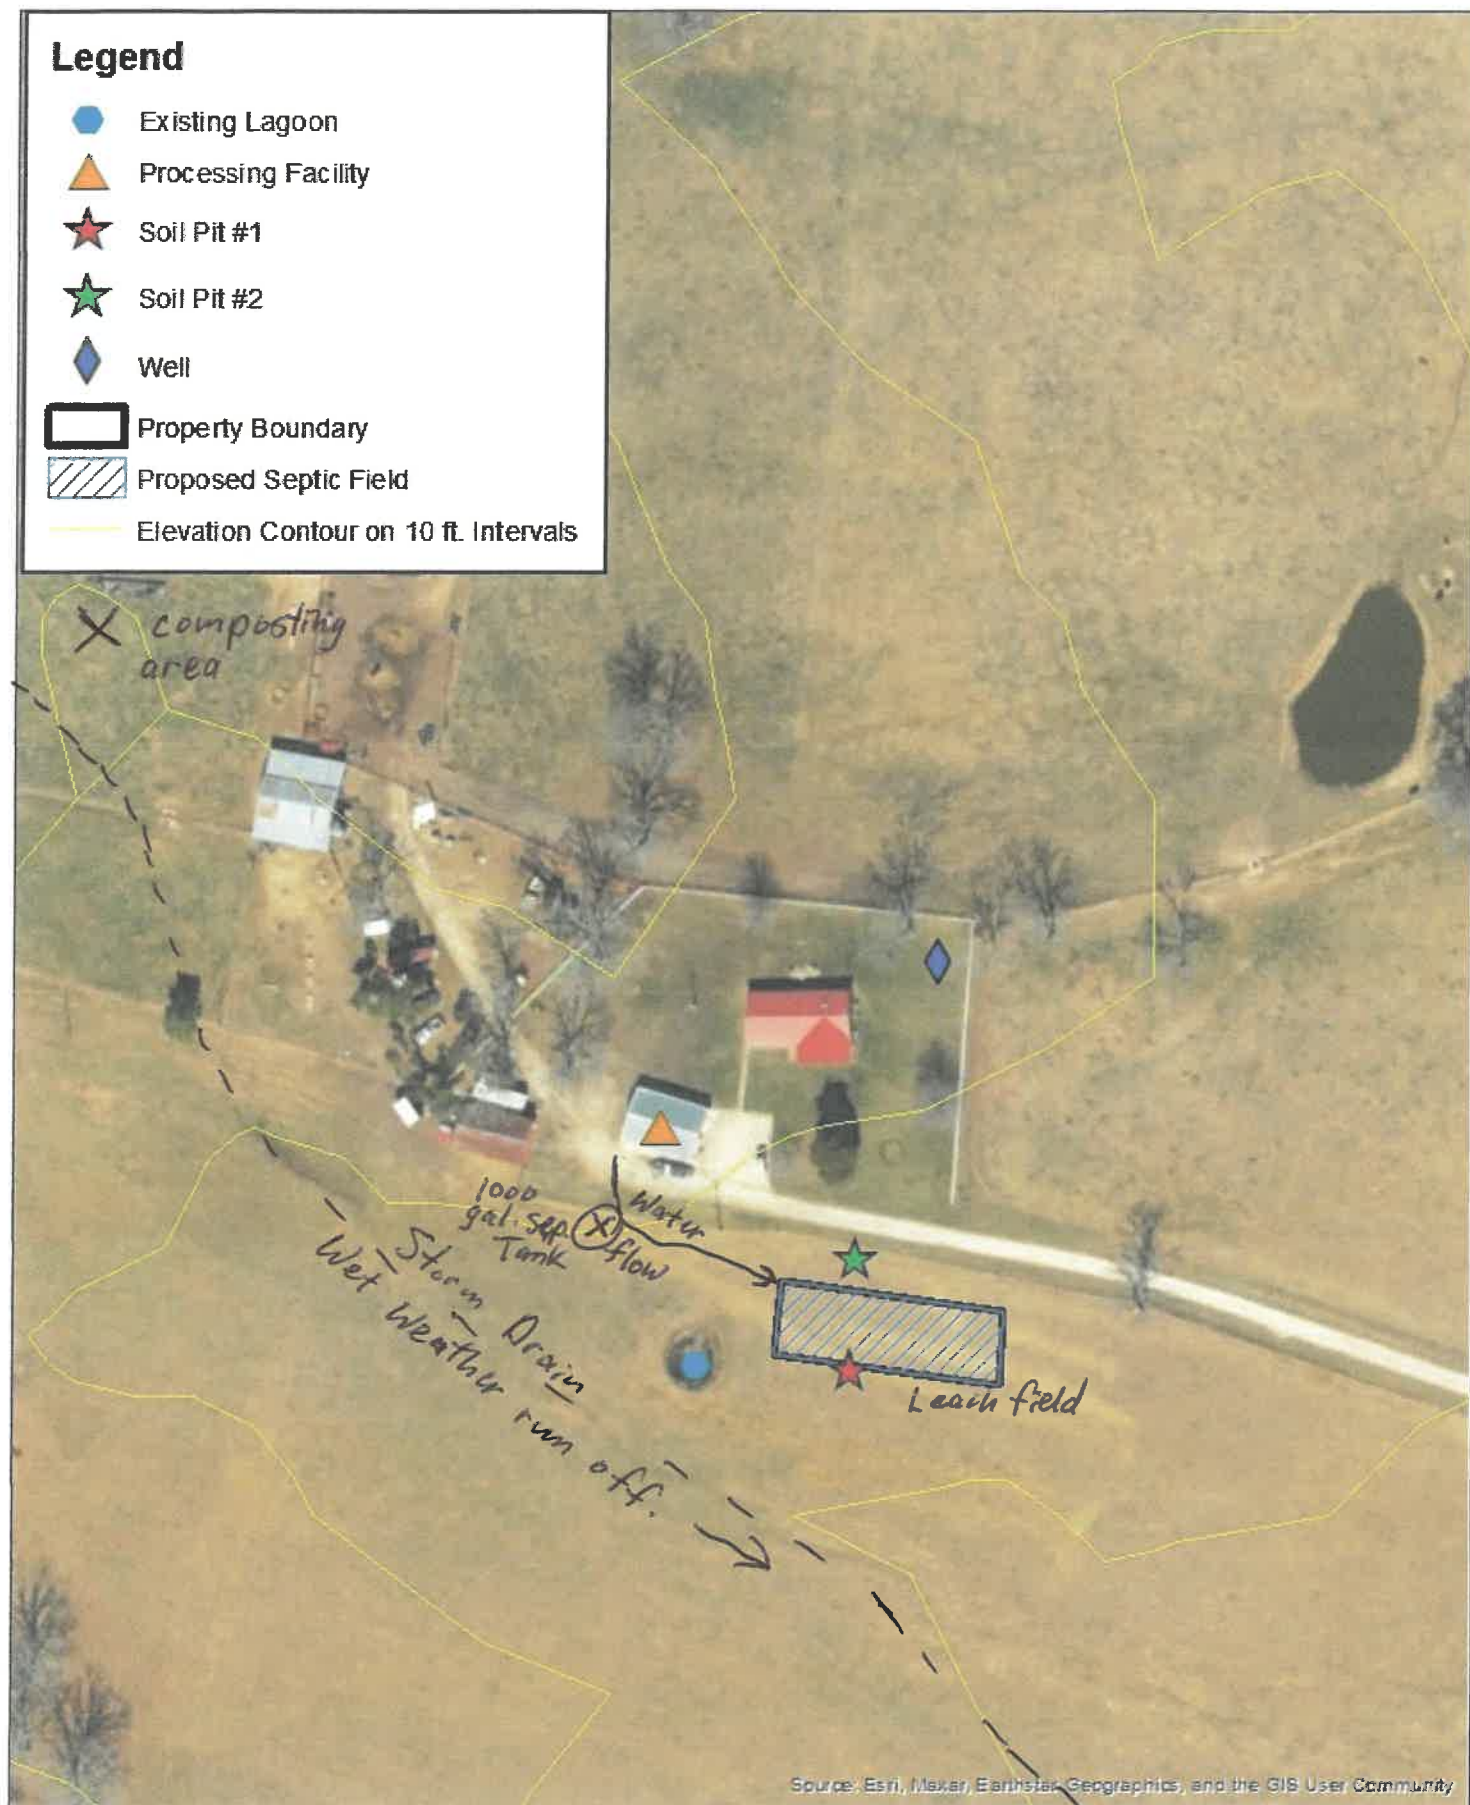 Legend
Existing Lagoon
Processing Facility
Soil Pit #1
Soil Pit #2
Well
Property Boundary
Proposed Septic Field
Elevation Contour on 10 ft. Intervals
X composting
area
1000
gal. sep.
Tank
X
Water
flow
Storm Drain
Wet Weather run off.
Leach field
Source: Esri, Maxar, Earthstar Geographics, and the GIS User Community